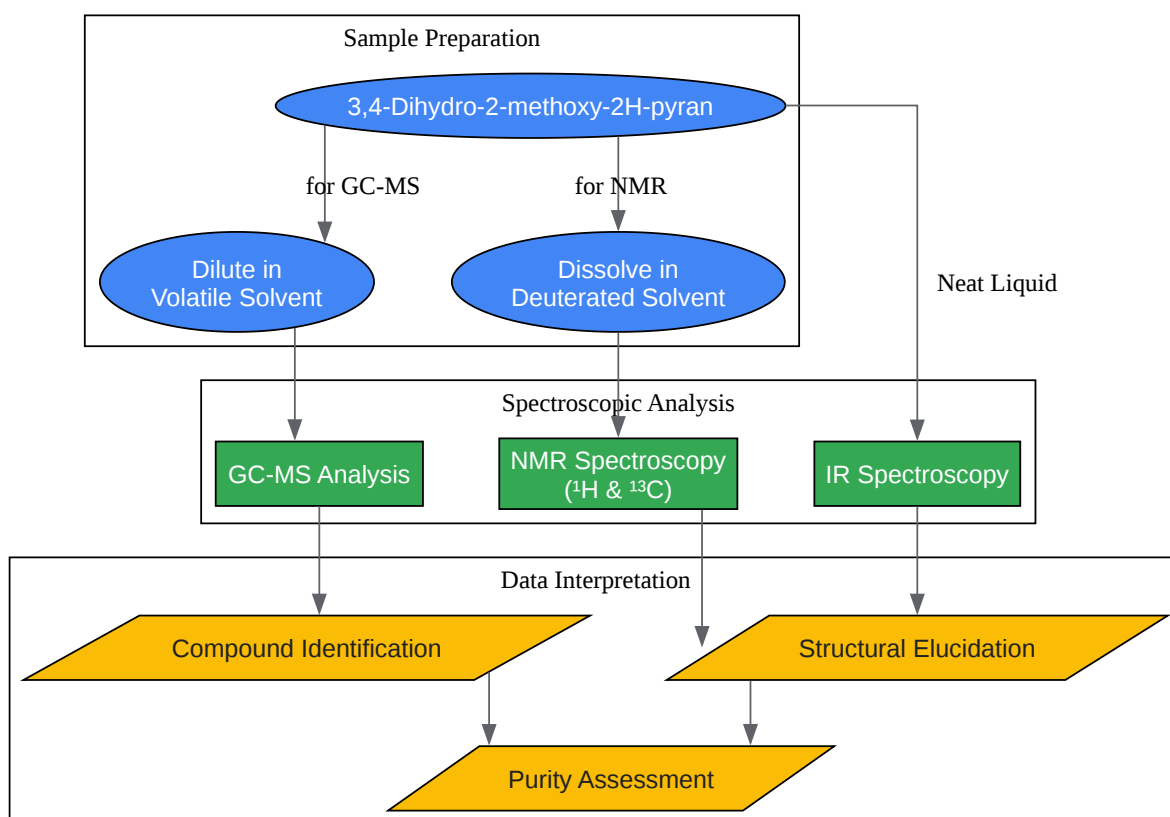 Sample Preparation
3,4-Dihydro-2-methoxy-2H-pyran
for GC-MS
for NMR
Dilute in
Volatile Solvent
Dissolve in
Deuterated Solvent
Neat Liquid
Spectroscopic Analysis
GC-MS Analysis
NMR Spectroscopy
(¹H & ¹³C)
IR Spectroscopy
Data Interpretation
Compound Identification
Structural Elucidation
Purity Assessment